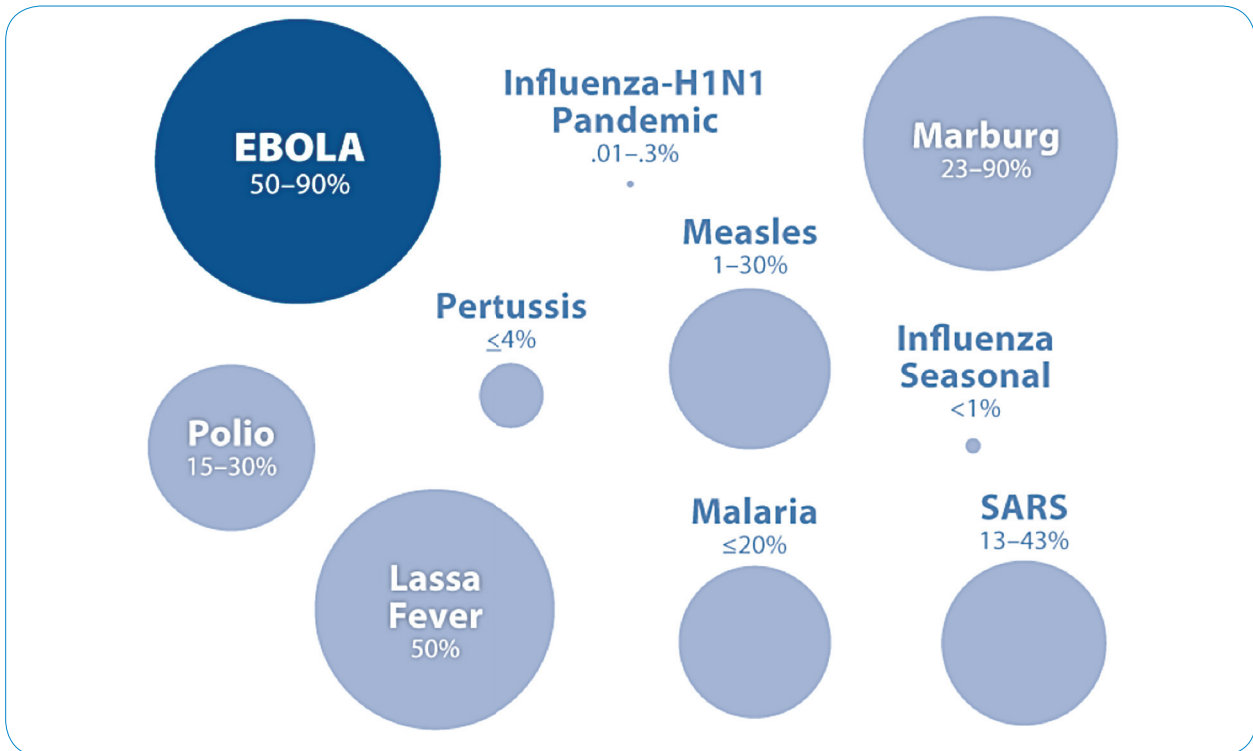 EBOLA
50–90%
Influenza-H1N1
Pandemic
.01–.3%
Marburg
23–90%
Measles
1–30%
Pertussis
≤4%
Influenza
Seasonal
<1%
Polio
15–30%
Lassa
Fever
50%
Malaria
≤20%
SARS
13–43%